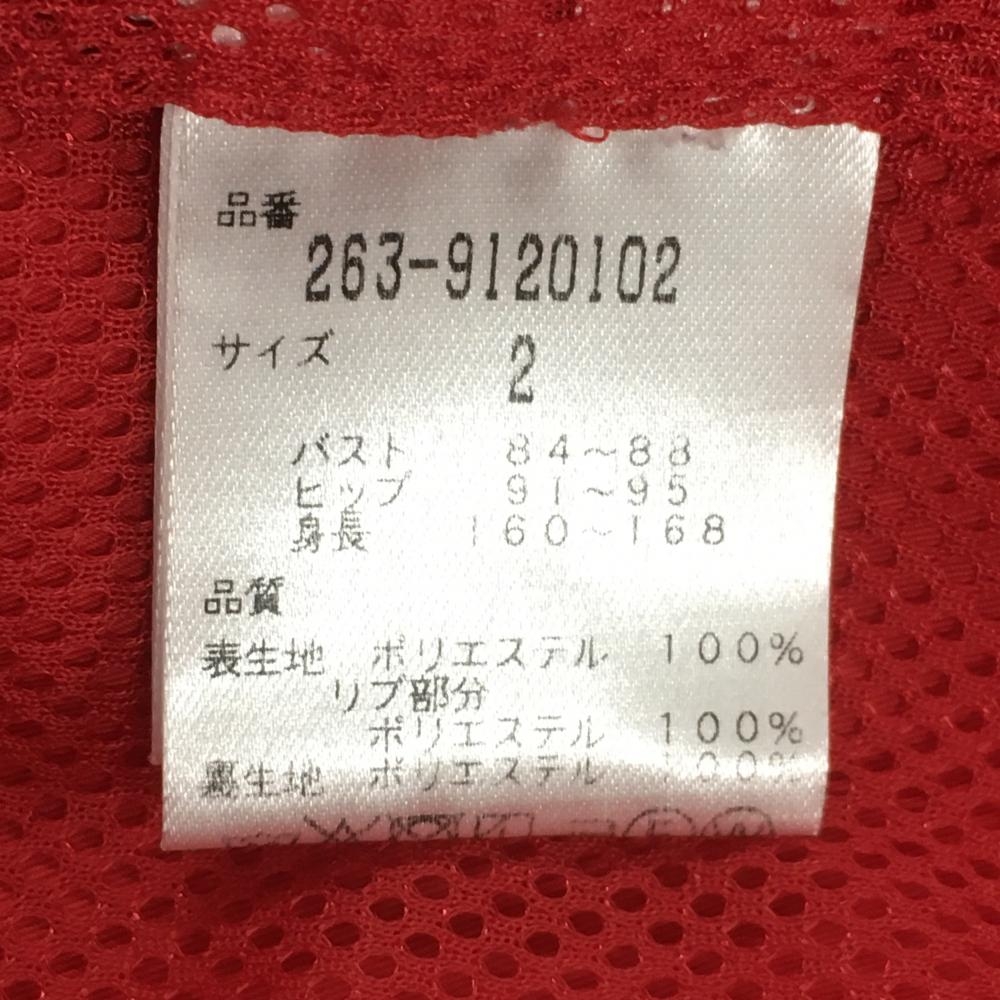 品番
263-9120102
サイズ 2
バスト 84～88
ヒップ 91～95
身長 160～168
品質
表生地 ポリエステル 100%
リブ部分
ポリエステル 100%
裏生地 ポリエステル 100%